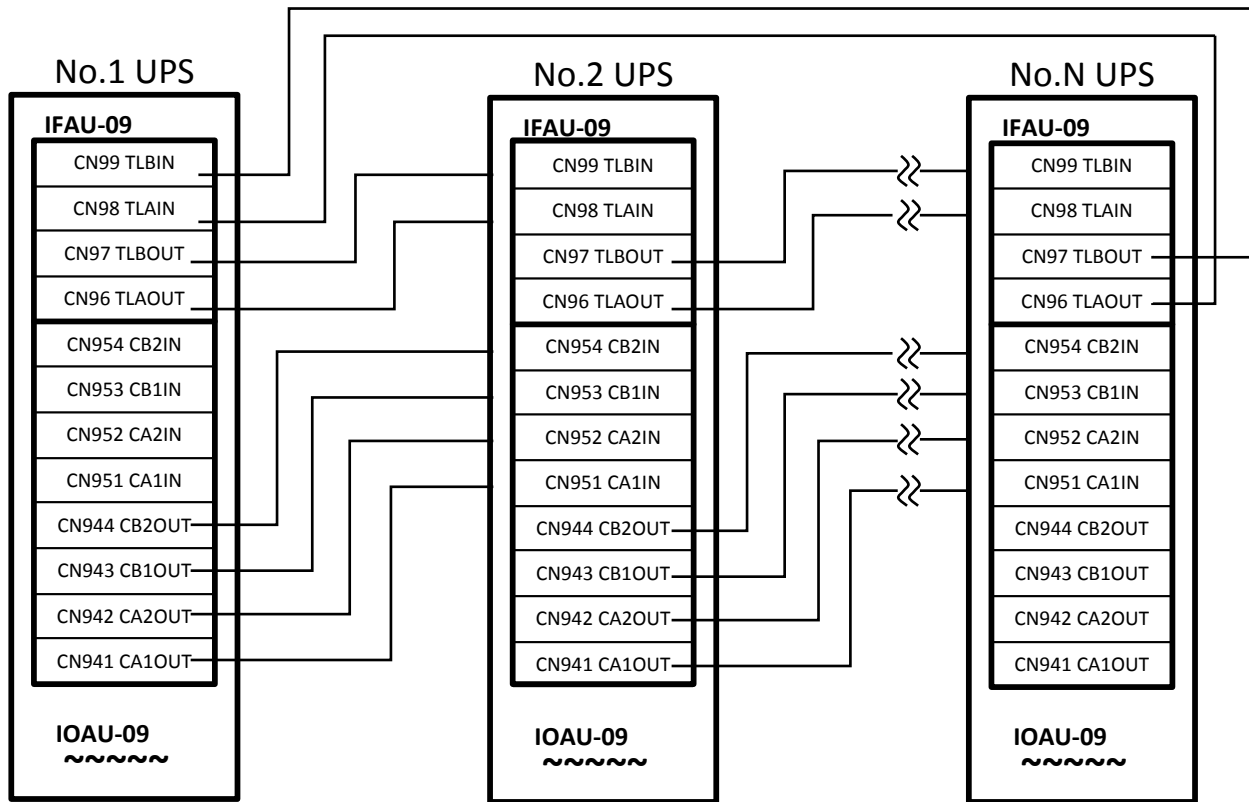 No.1 UPS
IFAU-09
CN99 TLBIN
CN98 TLAIN
CN97 TLBOUT
CN96 TLAOUT
CN954 CB2IN
CN953 CB1IN
CN952 CA2IN
CN951 CA1IN
CN944 CB2OUT
CN943 CB1OUT
CN942 CA2OUT
CN941 CA1OUT
IOAU-09
~~~~~
No.2 UPS
IFAU-09
CN99 TLBIN
CN98 TLAIN
CN97 TLBOUT
CN96 TLAOUT
CN954 CB2IN
CN953 CB1IN
CN952 CA2IN
CN951 CA1IN
CN944 CB2OUT
CN943 CB1OUT
CN942 CA2OUT
CN941 CA1OUT
IOAU-09
~~~~~
No.N UPS
IFAU-09
CN99 TLBIN
CN98 TLAIN
CN97 TLBOUT
CN96 TLAOUT
CN954 CB2IN
CN953 CB1IN
CN952 CA2IN
CN951 CA1IN
CN944 CB2OUT
CN943 CB1OUT
CN942 CA2OUT
CN941 CA1OUT
IOAU-09
~~~~~